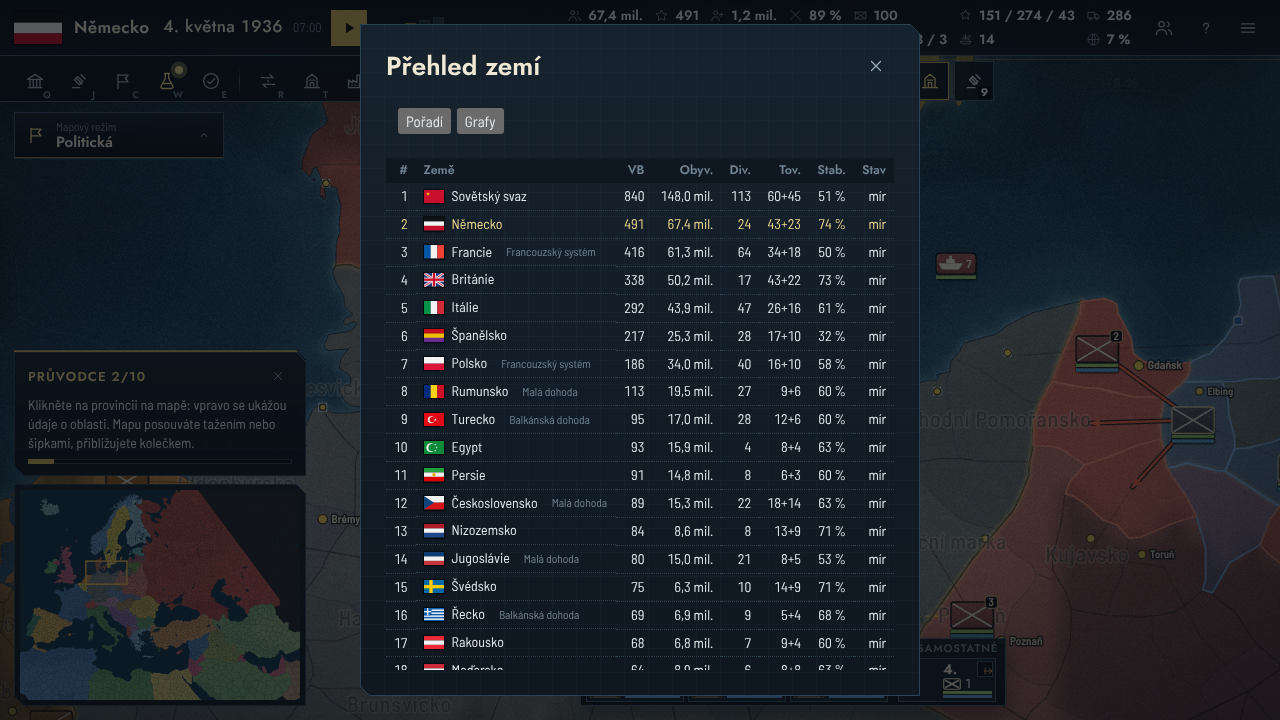 Německo 4. května 1936 07:00
67,4 mil. 491 1,2 mil. 89 % 100 151 / 274 / 43 286
3 / 3 14 7 % ?
Q J C W E R T
9
Mapový režim
Politická
Přehled zemí
Pořadí Grafy
# Země VB Obyv. Div. Tov. Stab. Stav
1 Sovětský svaz 840 148,0 mil. 113 60+45 51 % mír
2 Německo 491 67,4 mil. 24 43+23 74 % mír
3 Francie Francouzský systém 416 61,3 mil. 64 34+18 50 % mír
4 Británie 338 50,2 mil. 17 43+22 73 % mír
5 Itálie 292 43,9 mil. 47 26+16 61 % mír
6 Španělsko 217 25,3 mil. 28 17+10 32 % mír
7 Polsko Francouzský systém 186 34,0 mil. 40 16+10 58 % mír
8 Rumunsko Malá dohoda 113 19,5 mil. 27 9+6 60 % mír
9 Turecko Balkánská dohoda 95 17,0 mil. 28 12+6 60 % mír
10 Egypt 93 15,9 mil. 4 8+4 63 % mír
11 Persie 91 14,8 mil. 8 6+3 60 % mír
12 Československo Malá dohoda 89 15,3 mil. 22 18+14 63 % mír
13 Nizozemsko 84 8,6 mil. 8 13+9 71 % mír
14 Jugoslávie Malá dohoda 80 15,0 mil. 21 8+5 53 % mír
15 Švédsko 75 6,3 mil. 10 14+9 71 % mír
16 Řecko Balkánská dohoda 69 6,9 mil. 9 5+4 68 % mír
17 Rakousko 68 6,8 mil. 7 9+4 60 % mír
PRŮVODCE 2/10
Klikněte na provincii na mapě: vpravo se ukážou
údaje o oblasti. Mapu posouváte tažením nebo
šipkami, přibližujete kolečkem.
7
2
Gdaňsk
Elbing
hodní Pomořansko
Brémy
ční marka
Kujavsko
Toruň
3
Poznaň
SAMOSTATNÉ
4.
1
Brunsvicko